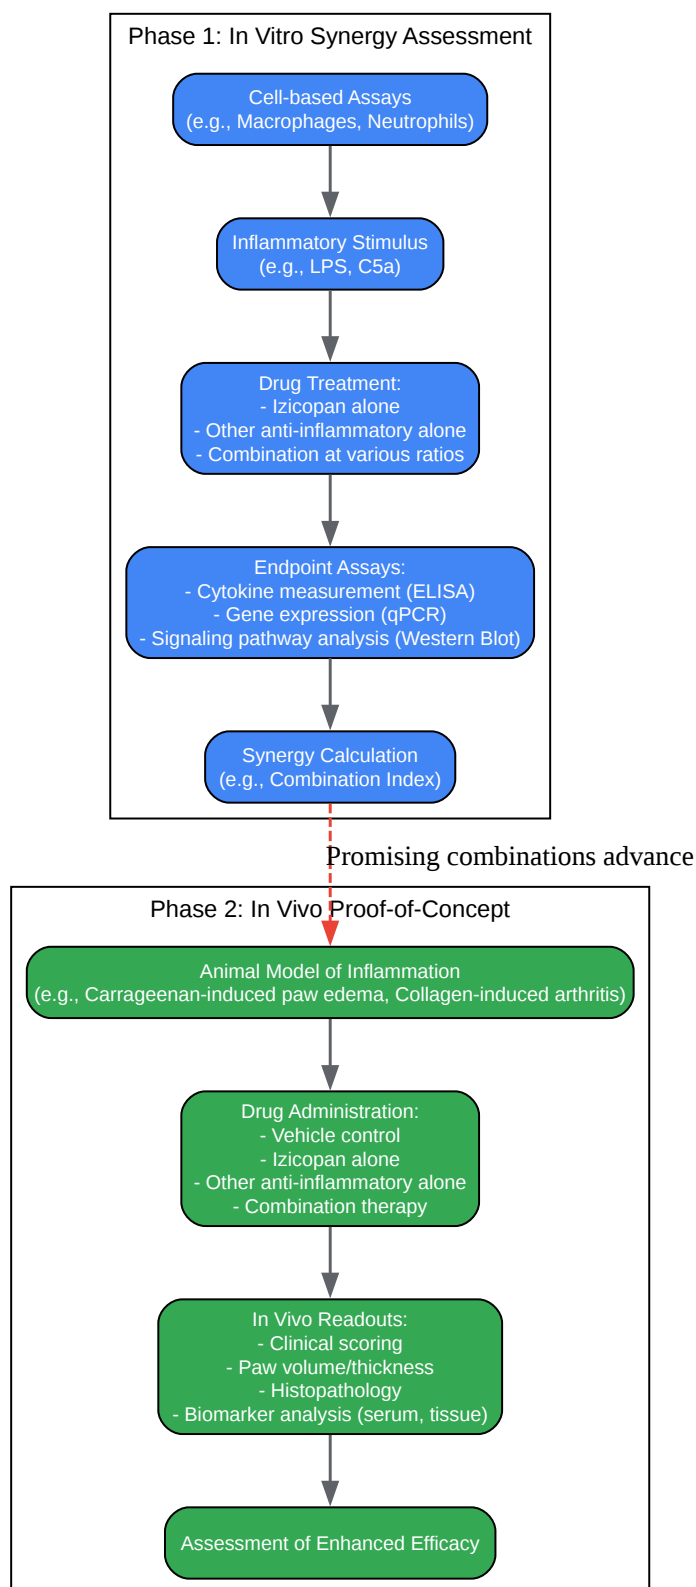 Phase 1: In Vitro Synergy Assessment
Cell-based Assays
(e.g., Macrophages, Neutrophils)
Inflammatory Stimulus
(e.g., LPS, C5a)
Drug Treatment:
- Izicopan alone
- Other anti-inflammatory alone
- Combination at various ratios
Endpoint Assays:
- Cytokine measurement (ELISA)
- Gene expression (qPCR)
- Signaling pathway analysis (Western Blot)
Synergy Calculation
(e.g., Combination Index)
Promising combinations advance
Phase 2: In Vivo Proof-of-Concept
Animal Model of Inflammation
(e.g., Carrageenan-induced paw edema, Collagen-induced arthritis)
Drug Administration:
- Vehicle control
- Izicopan alone
- Other anti-inflammatory alone
- Combination therapy
In Vivo Readouts:
- Clinical scoring
- Paw volume/thickness
- Histopathology
- Biomarker analysis (serum, tissue)
Assessment of Enhanced Efficacy